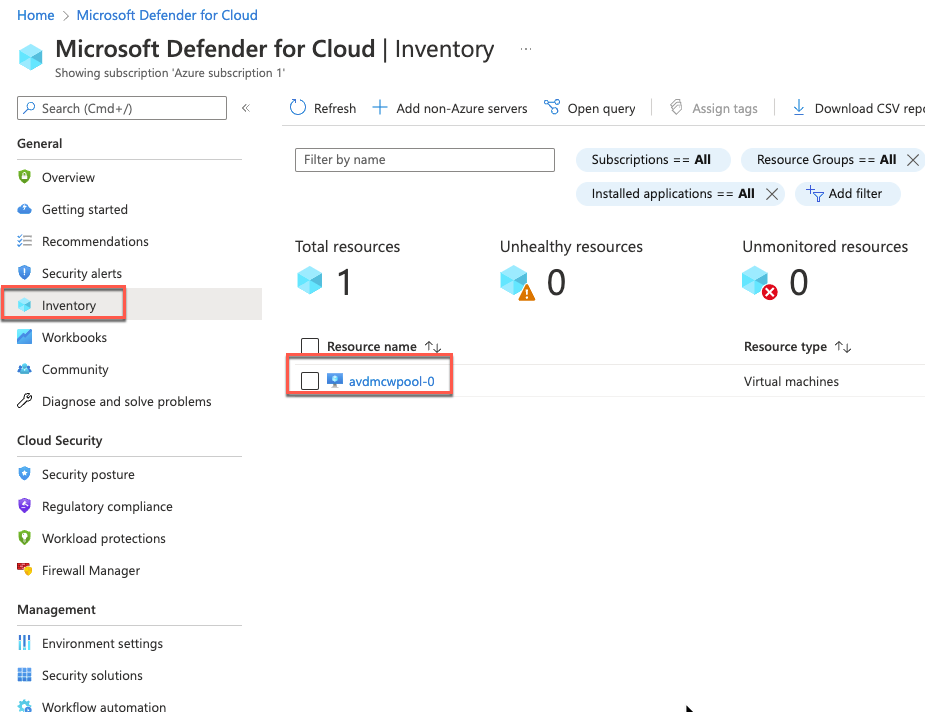 Home > Microsoft Defender for Cloud
Microsoft Defender for Cloud | Inventory ...
Showing subscription 'Azure subscription 1'
Search (Cmd+/)
«
Refresh
Add non-Azure servers
Open query
Assign tags
Download CSV repo
General
Overview
Getting started
Recommendations
Security alerts
Inventory
Workbooks
Community
Diagnose and solve problems
Cloud Security
Security posture
Regulatory compliance
Workload protections
Firewall Manager
Management
Environment settings
Security solutions
Workflow automation
Filter by name
Subscriptions == All
Resource Groups == All
Installed applications == All
Add filter
Total resources
1
Unhealthy resources
0
Unmonitored resources
0
Resource name ↑↓
Resource type ↑↓
avdmcwpool-0
Virtual machines